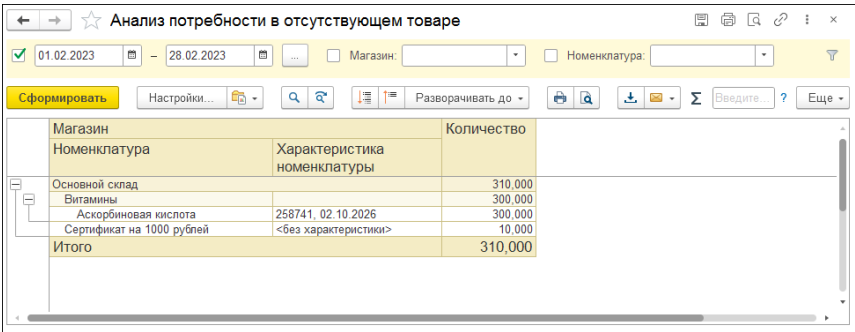 Анализ потребности в отсутствующем товаре
01.02.2023 – 28.02.2023 ... Магазин: Номенклатура:
Сформировать Настройки... Разворачивать до Σ Введите... ? Еще
Магазин Количество
Номенклатура Характеристика
номенклатуры
Основной склад 310,000
Витамины 300,000
Аскорбиновая кислота 258741, 02.10.2026 300,000
Сертификат на 1000 рублей <без характеристики> 10,000
Итого 310,000